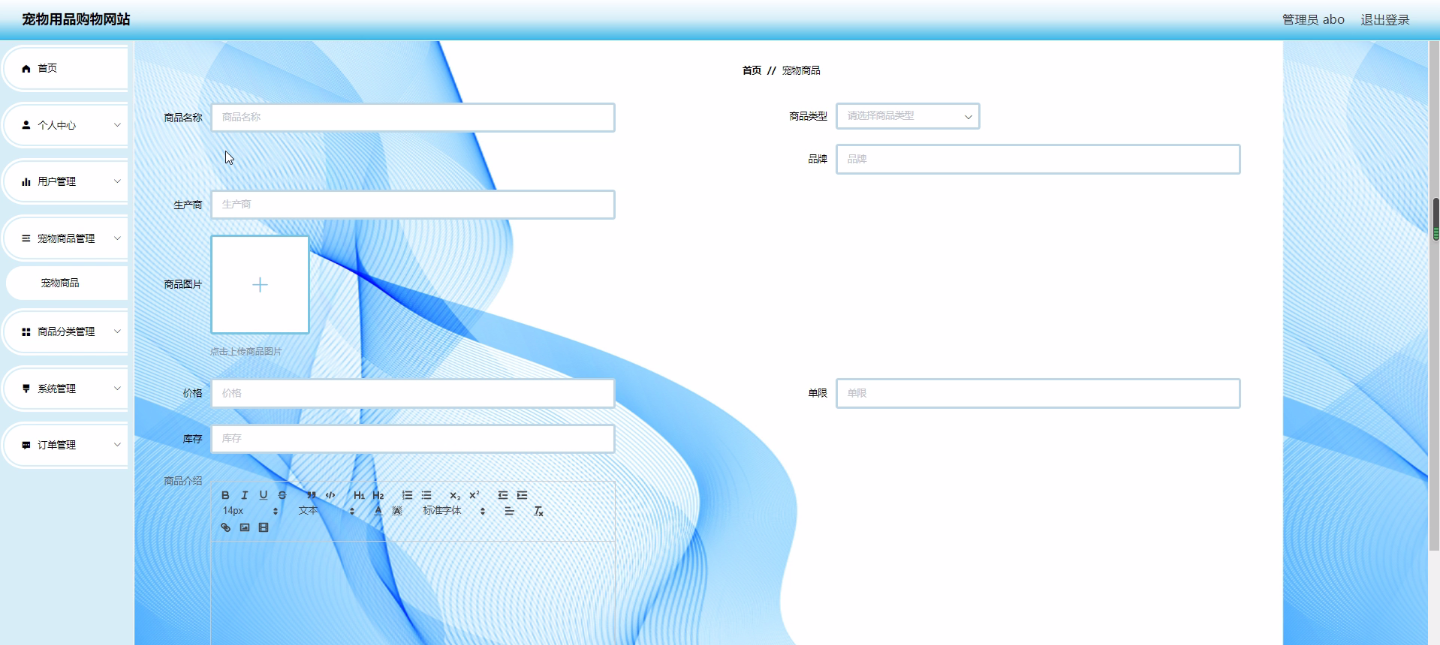 宠物用品购物网站
管理员 abo 退出登录
首页
个人中心
用户管理
宠物商品管理
宠物商品
商品分类管理
系统管理
订单管理
首页 // 宠物商品
商品名称 商品名称
商品类型 请选择商品类型
品牌 品牌
生产商 生产商
商品图片
点击上传商品图片
价格 价格
单限 单限
库存 库存
商品介绍
B I U S H1 H2 X2 X2
14px 文本 A 标准字体